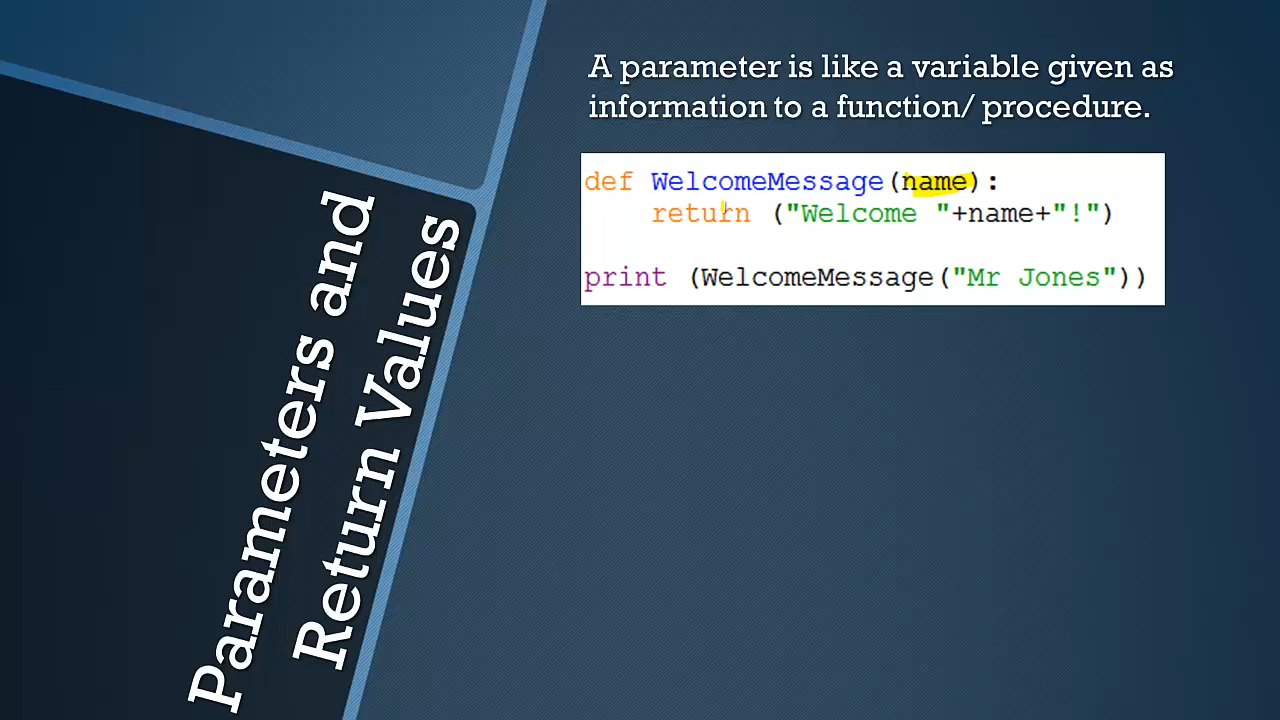 Parameters and
Return Values
A parameter is like a variable given as
information to a function/ procedure.
def WelcomeMessage(name):
    return ("Welcome "+name+"!")
print (WelcomeMessage("Mr Jones"))